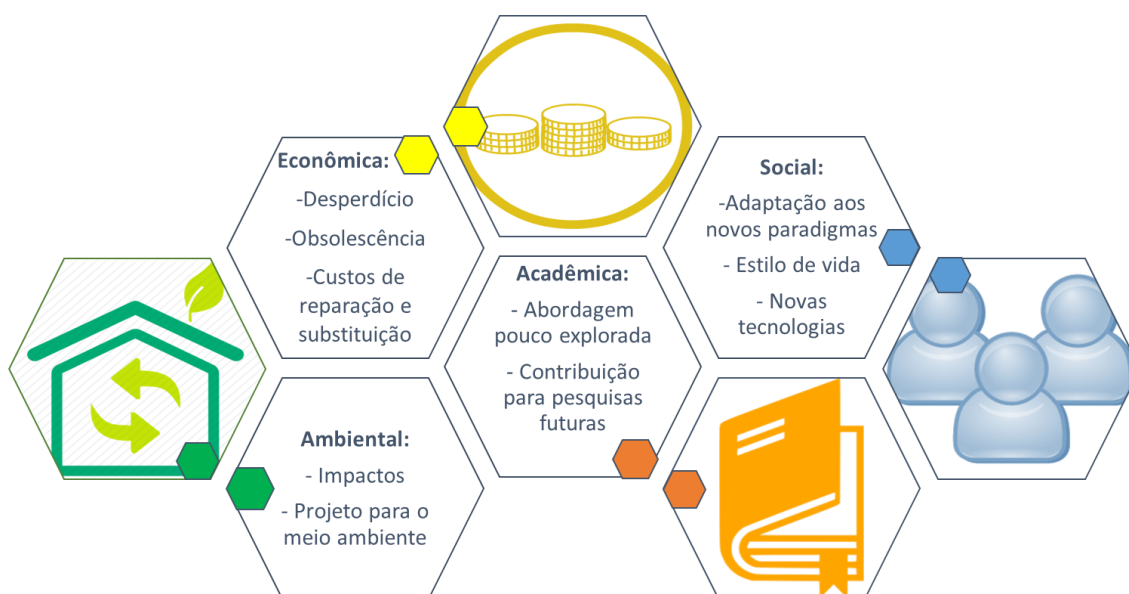 Econômica:
-Desperdício
-Obsolescência
-Custos de
reparação e
substituição
Social:
-Adaptação aos
novos paradigmas
- Estilo de vida
- Novas
tecnologias
Acadêmica:
- Abordagem
pouco explorada
- Contribuição
para pesquisas
futuras
Ambiental:
- Impactos
- Projeto para o
meio ambiente